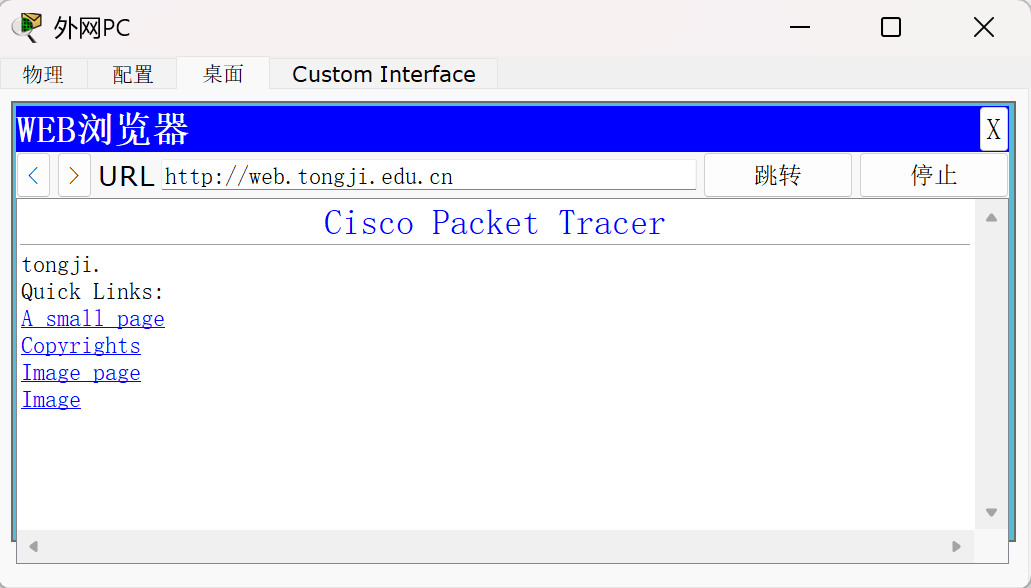 外网PC
物理 配置 桌面 Custom Interface
WEB浏览器 X
< > URL http://web.tongji.edu.cn 跳转 停止
Cisco Packet Tracer
tongji.
Quick Links:
A small page
Copyrights
Image page
Image